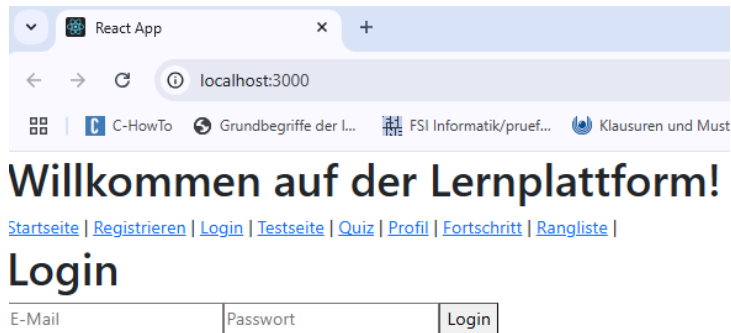 React App
localhost:3000
C-HowTo Grundbegriffe der I... FSI Informatik/pruef... Klausuren und Must
Willkommen auf der Lernplattform!
Startseite | Registrieren | Login | Testseite | Quiz | Profil | Fortschritt | Rangliste |
Login
E-Mail Passwort Login